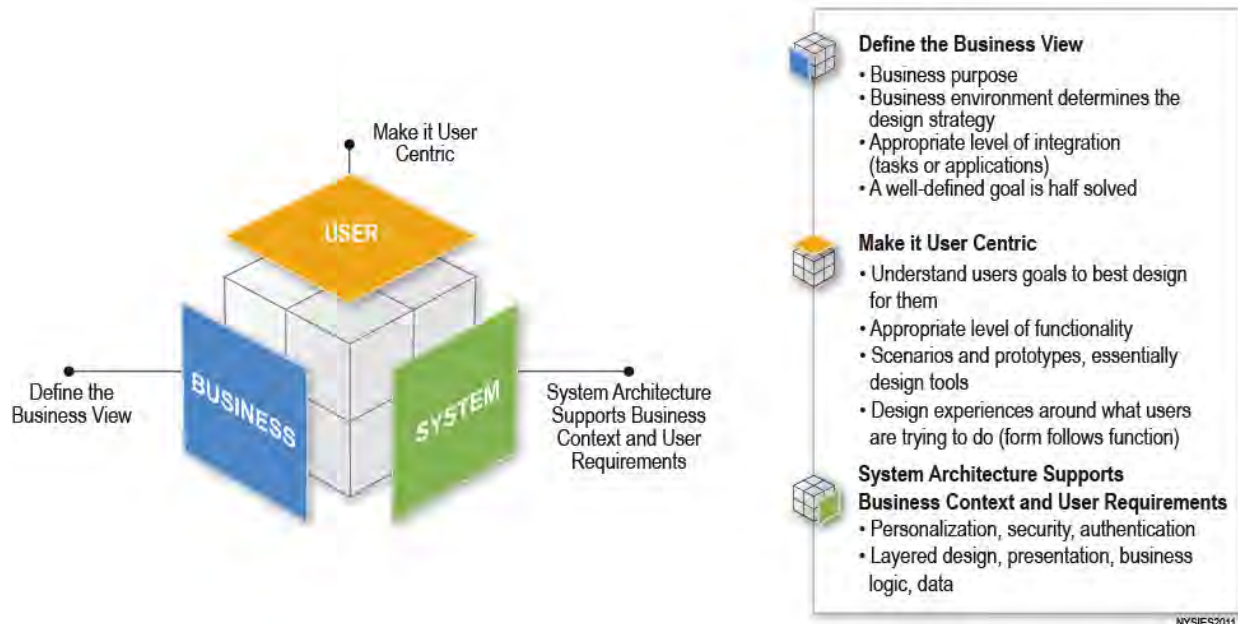 Make it User
Centric
USER
BUSINESS
SYSTEM
Define the
Business View
System Architecture
Supports Business
Context and User
Requirements
Define the Business View
• Business purpose
• Business environment determines the
design strategy
• Appropriate level of integration
(tasks or applications)
• A well-defined goal is half solved
Make it User Centric
• Understand users goals to best design
for them
• Appropriate level of functionality
• Scenarios and prototypes, essentially
design tools
• Design experiences around what users
are trying to do (form follows function)
System Architecture Supports
Business Context and User Requirements
• Personalization, security, authentication
• Layered design, presentation, business
logic, data
NYSIES2011